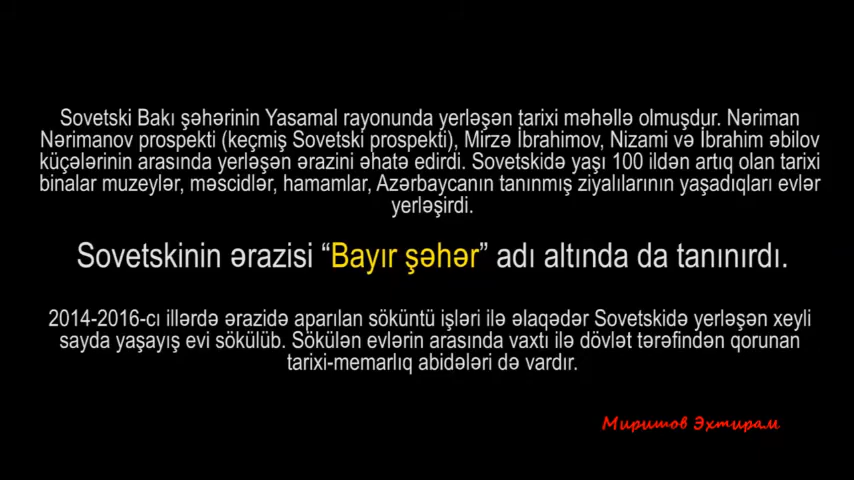 Sovetski Bakı şəhərinin Yasamal rayonunda yerləşən tarixi məhəllə olmuşdur. Nəriman
Nərimanov prospekti (keçmiş Sovetski prospekti), Mirzə İbrahimov, Nizami və İbrahim əbilov
küçələrinin arasında yerləşən ərazini əhatə edirdi. Sovetskidə yaşı 100 ildən artıq olan tarixi
binalar muzeylər, məscidlər, hamamlar, Azərbaycanın tanınmış ziyalılarının yaşadıqları evlər
yerləşirdi.
Sovetskinin ərazisi “Bayır şəhər” adı altında da tanınırdı.
2014-2016-cı illərdə ərazidə aparılan söküntü işləri ilə əlaqədər Sovetskidə yerləşən xeyli
sayda yaşayış evi sökülüb. Sökülən evlərin arasında vaxtı ilə dövlət tərəfindən qorunan
tarixi-memarlıq abidələri də vardır.
Миришов Эхтирам